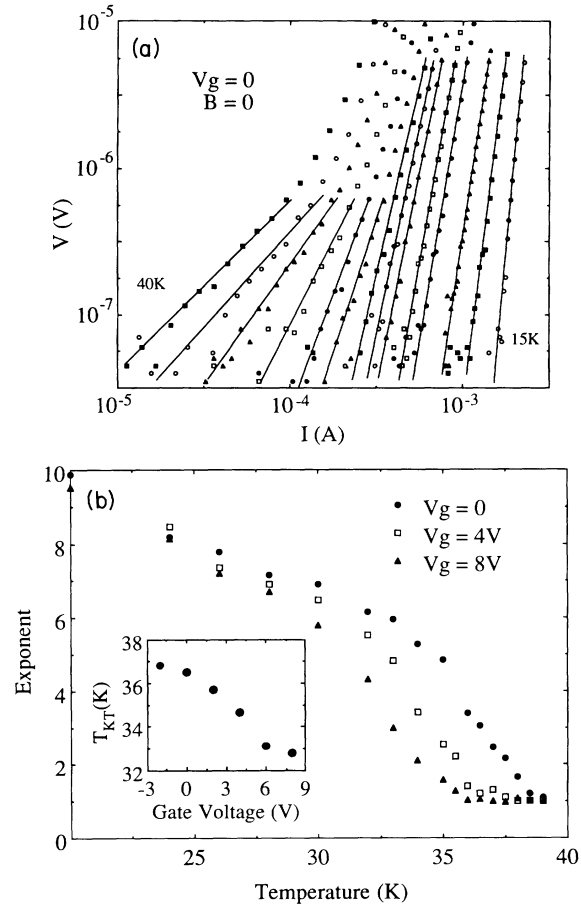 (a)
Vg = 0
B = 0
10⁻⁵
10⁻⁶
10⁻⁷
V (V)
40K
15K
10⁻⁵
10⁻⁴
10⁻³
I (A)
(b)
10
8
6
4
2
0
Exponent
Vg = 0
Vg = 4V
Vg = 8V
38
36
34
32
T_KT(K)
-3 0 3 6 9
Gate Voltage (V)
25 30 35 40
Temperature (K)